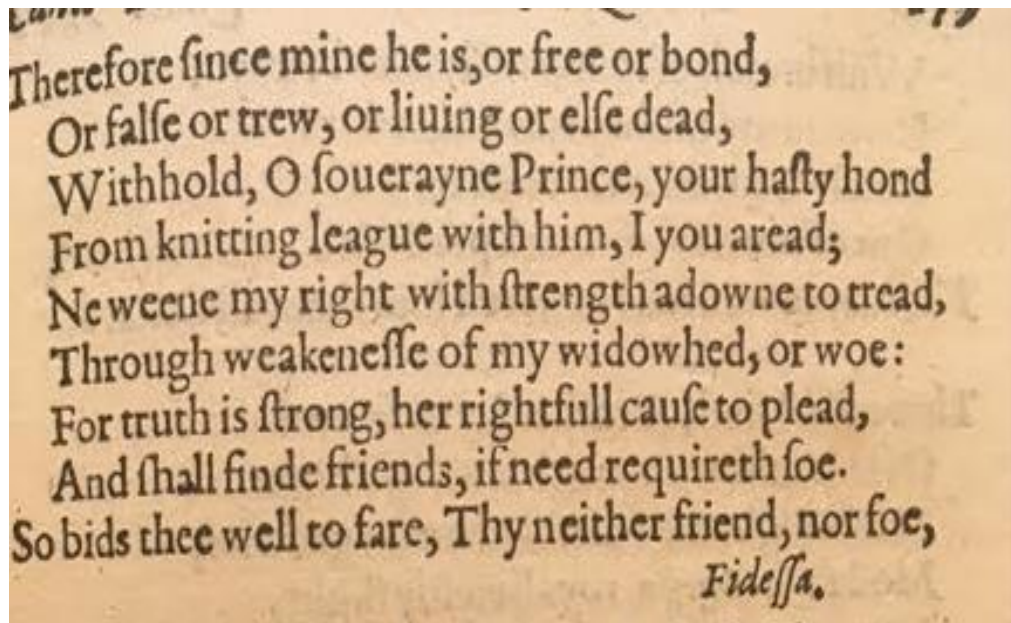 Therefore ſince mine he is, or free or bond,
Or falſe or trew, or liuing or elſe dead,
Withhold, O ſouerayne Prince, your haſty hond
From knitting league with him, I you aread;
Ne weene my right with ſtrength adowne to tread,
Through weakeneſſe of my widowhed, or woe:
For truth is ſtrong, her rightfull cauſe to plead,
And ſhall finde friends, if need requireth ſoe.
So bids thee well to fare, Thy neither friend, nor foe,
Fideſſa.